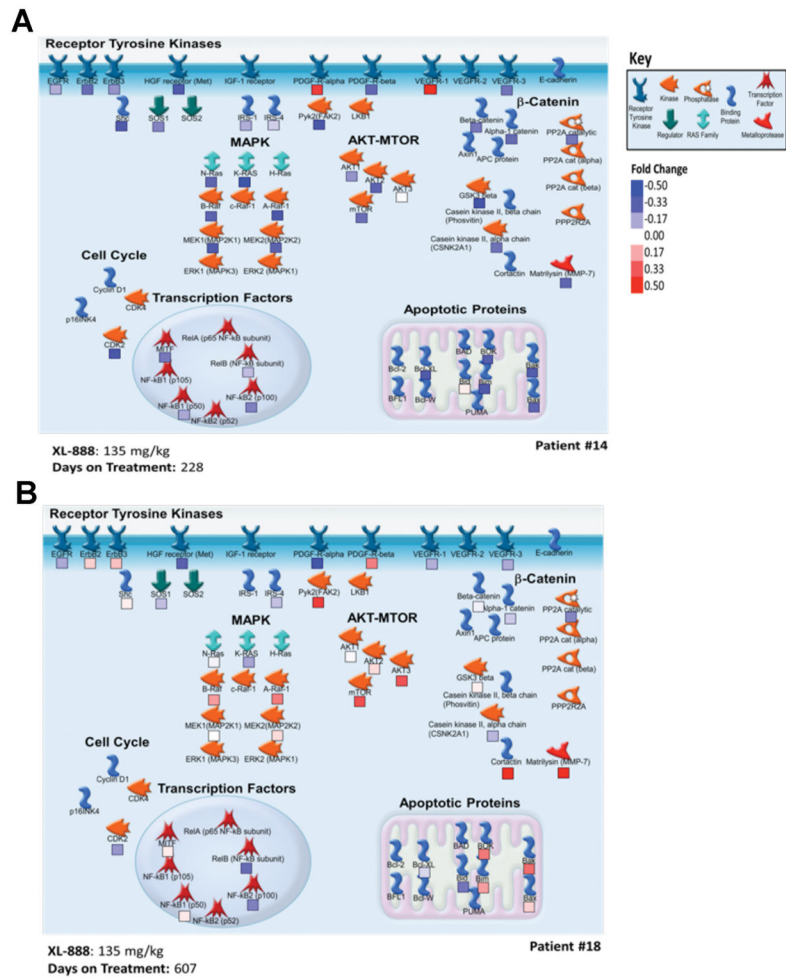 A
Receptor Tyrosine Kinases
EGFR ErbB2 ErbB3 HGF receptor (Met) IGF-1 receptor PDGF-R-alpha PDGF-R-beta VEGFR-1 VEGFR-2 VEGFR-3 E-cadherin
Shc SOS1 SOS2 IRS-1 IRS-4 Pyk2(FAK2) LKB1
β-Catenin
Beta-catenin Alpha-1 catenin PP2A catalytic
MAPK
AKT-MTOR
Axin1 APC protein
PP2A cat (alpha)
N-Ras K-RAS H-Ras
AKT1 AKT2 AKT3
PP2A cat (beta)
B-Raf c-Raf-1 A-Raf-1
mTOR
GSK3 beta
Casein kinase II, beta chain
(Phosvitin)
PPP2R2A
MEK1(MAP2K1) MEK2(MAP2K2)
Casein kinase II, alpha chain
(CSNK2A1)
ERK1 (MAPK3) ERK2 (MAPK1)
Cortactin Matrilysin (MMP-7)
Cell Cycle
Cyclin D1
CDK4
p16INK4
CDK2
Transcription Factors
RelA (p65 NF-kB subunit)
MITF
RelB (NF-kB subunit)
NF-kB1 (p105)
NF-kB2 (p100)
NF-kB1 (p50)
NF-kB2 (p52)
Apoptotic Proteins
BAD BOK
Bcl-2 Bcl-XL Bax
Bid Bim
BFL1 Bcl-W Bax
PUMA
XL-888: 135 mg/kg
Days on Treatment: 228
Patient #14
Key
Receptor
Tyrosine
Kinase
Kinase
Phosphatase
Binding
Protein
Transcription
Factor
Regulator
RAS Family
Metalloprotease
Fold Change
-0.50
-0.33
-0.17
0.00
0.17
0.33
0.50
B
Receptor Tyrosine Kinases
EGFR ErbB2 ErbB3 HGF receptor (Met) IGF-1 receptor PDGF-R-alpha PDGF-R-beta VEGFR-1 VEGFR-2 VEGFR-3 E-cadherin
Shc SOS1 SOS2 IRS-1 IRS-4 Pyk2(FAK2) LKB1
β-Catenin
Beta-catenin Alpha-1 catenin PP2A catalytic
MAPK
AKT-MTOR
Axin1 APC protein
PP2A cat (alpha)
N-Ras K-RAS H-Ras
AKT1 AKT2 AKT3
PP2A cat (beta)
B-Raf c-Raf-1 A-Raf-1
mTOR
GSK3 beta
Casein kinase II, beta chain
(Phosvitin)
PPP2R2A
MEK1(MAP2K1) MEK2(MAP2K2)
Casein kinase II, alpha chain
(CSNK2A1)
ERK1 (MAPK3) ERK2 (MAPK1)
Cortactin Matrilysin (MMP-7)
Cell Cycle
Cyclin D1
CDK4
p16INK4
CDK2
Transcription Factors
RelA (p65 NF-kB subunit)
MITF
RelB (NF-kB subunit)
NF-kB1 (p105)
NF-kB2 (p100)
NF-kB1 (p50)
NF-kB2 (p52)
Apoptotic Proteins
BAD BOK
Bcl-2 Bcl-XL Bax
Bid Bim
BFL1 Bcl-W Bax
PUMA
XL-888: 135 mg/kg
Days on Treatment: 607
Patient #18